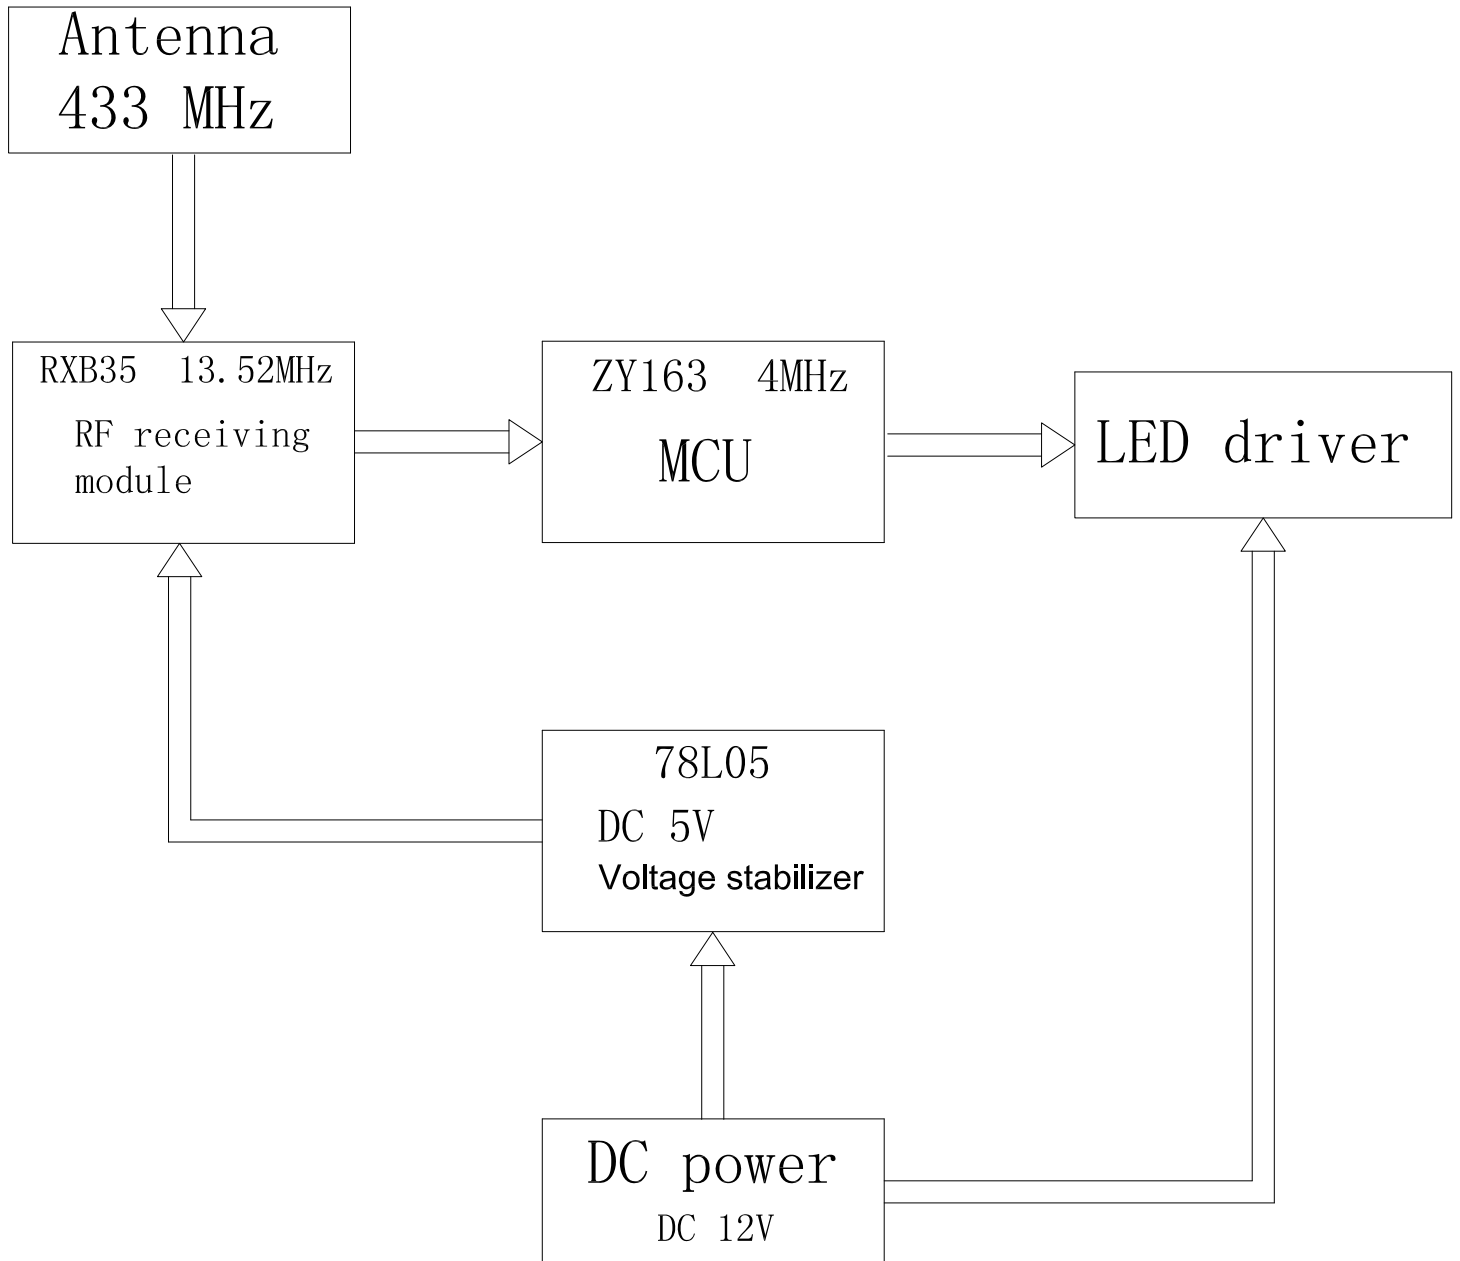 Antenna
433 MHz
RXB35 13.52MHz
RF receiving
module
ZY163 4MHz
MCU
LED driver
78L05
DC 5V
Voltage stabilizer
DC power
DC 12V